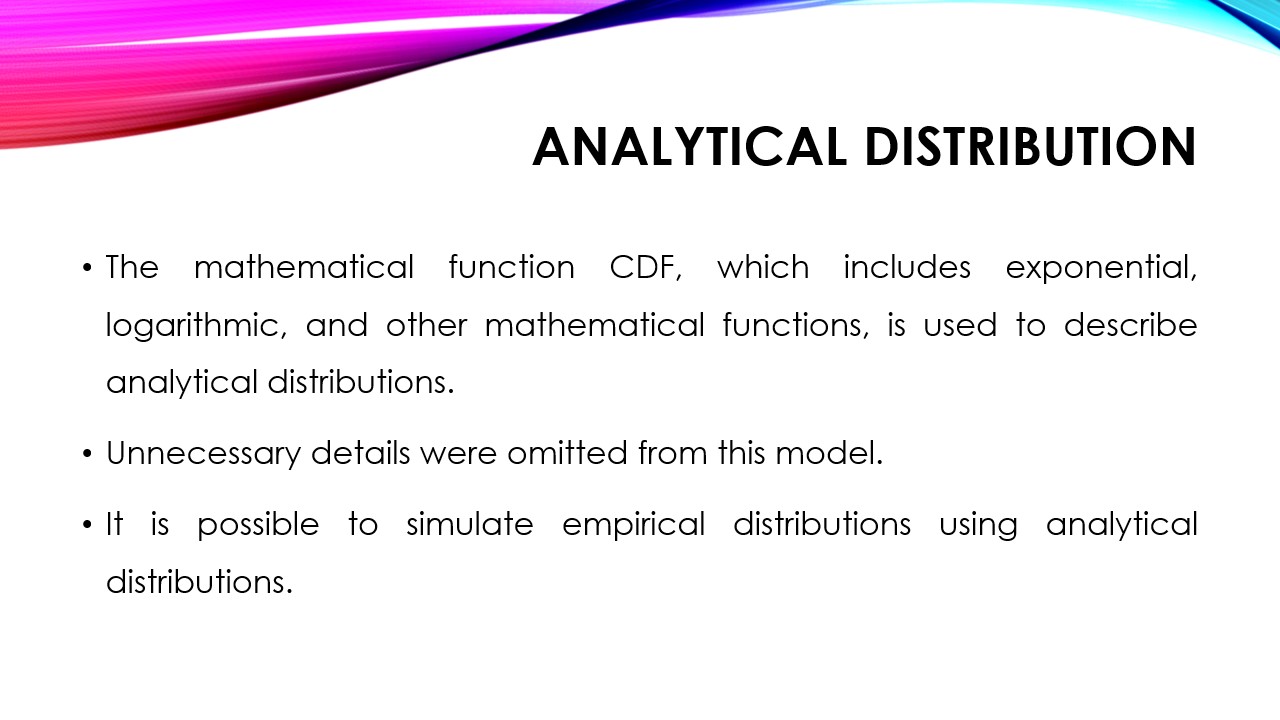 ANALYTICAL DISTRIBUTION
• The mathematical function CDF, which includes exponential,
logarithmic, and other mathematical functions, is used to describe
analytical distributions.
• Unnecessary details were omitted from this model.
• It is possible to simulate empirical distributions using analytical
distributions.